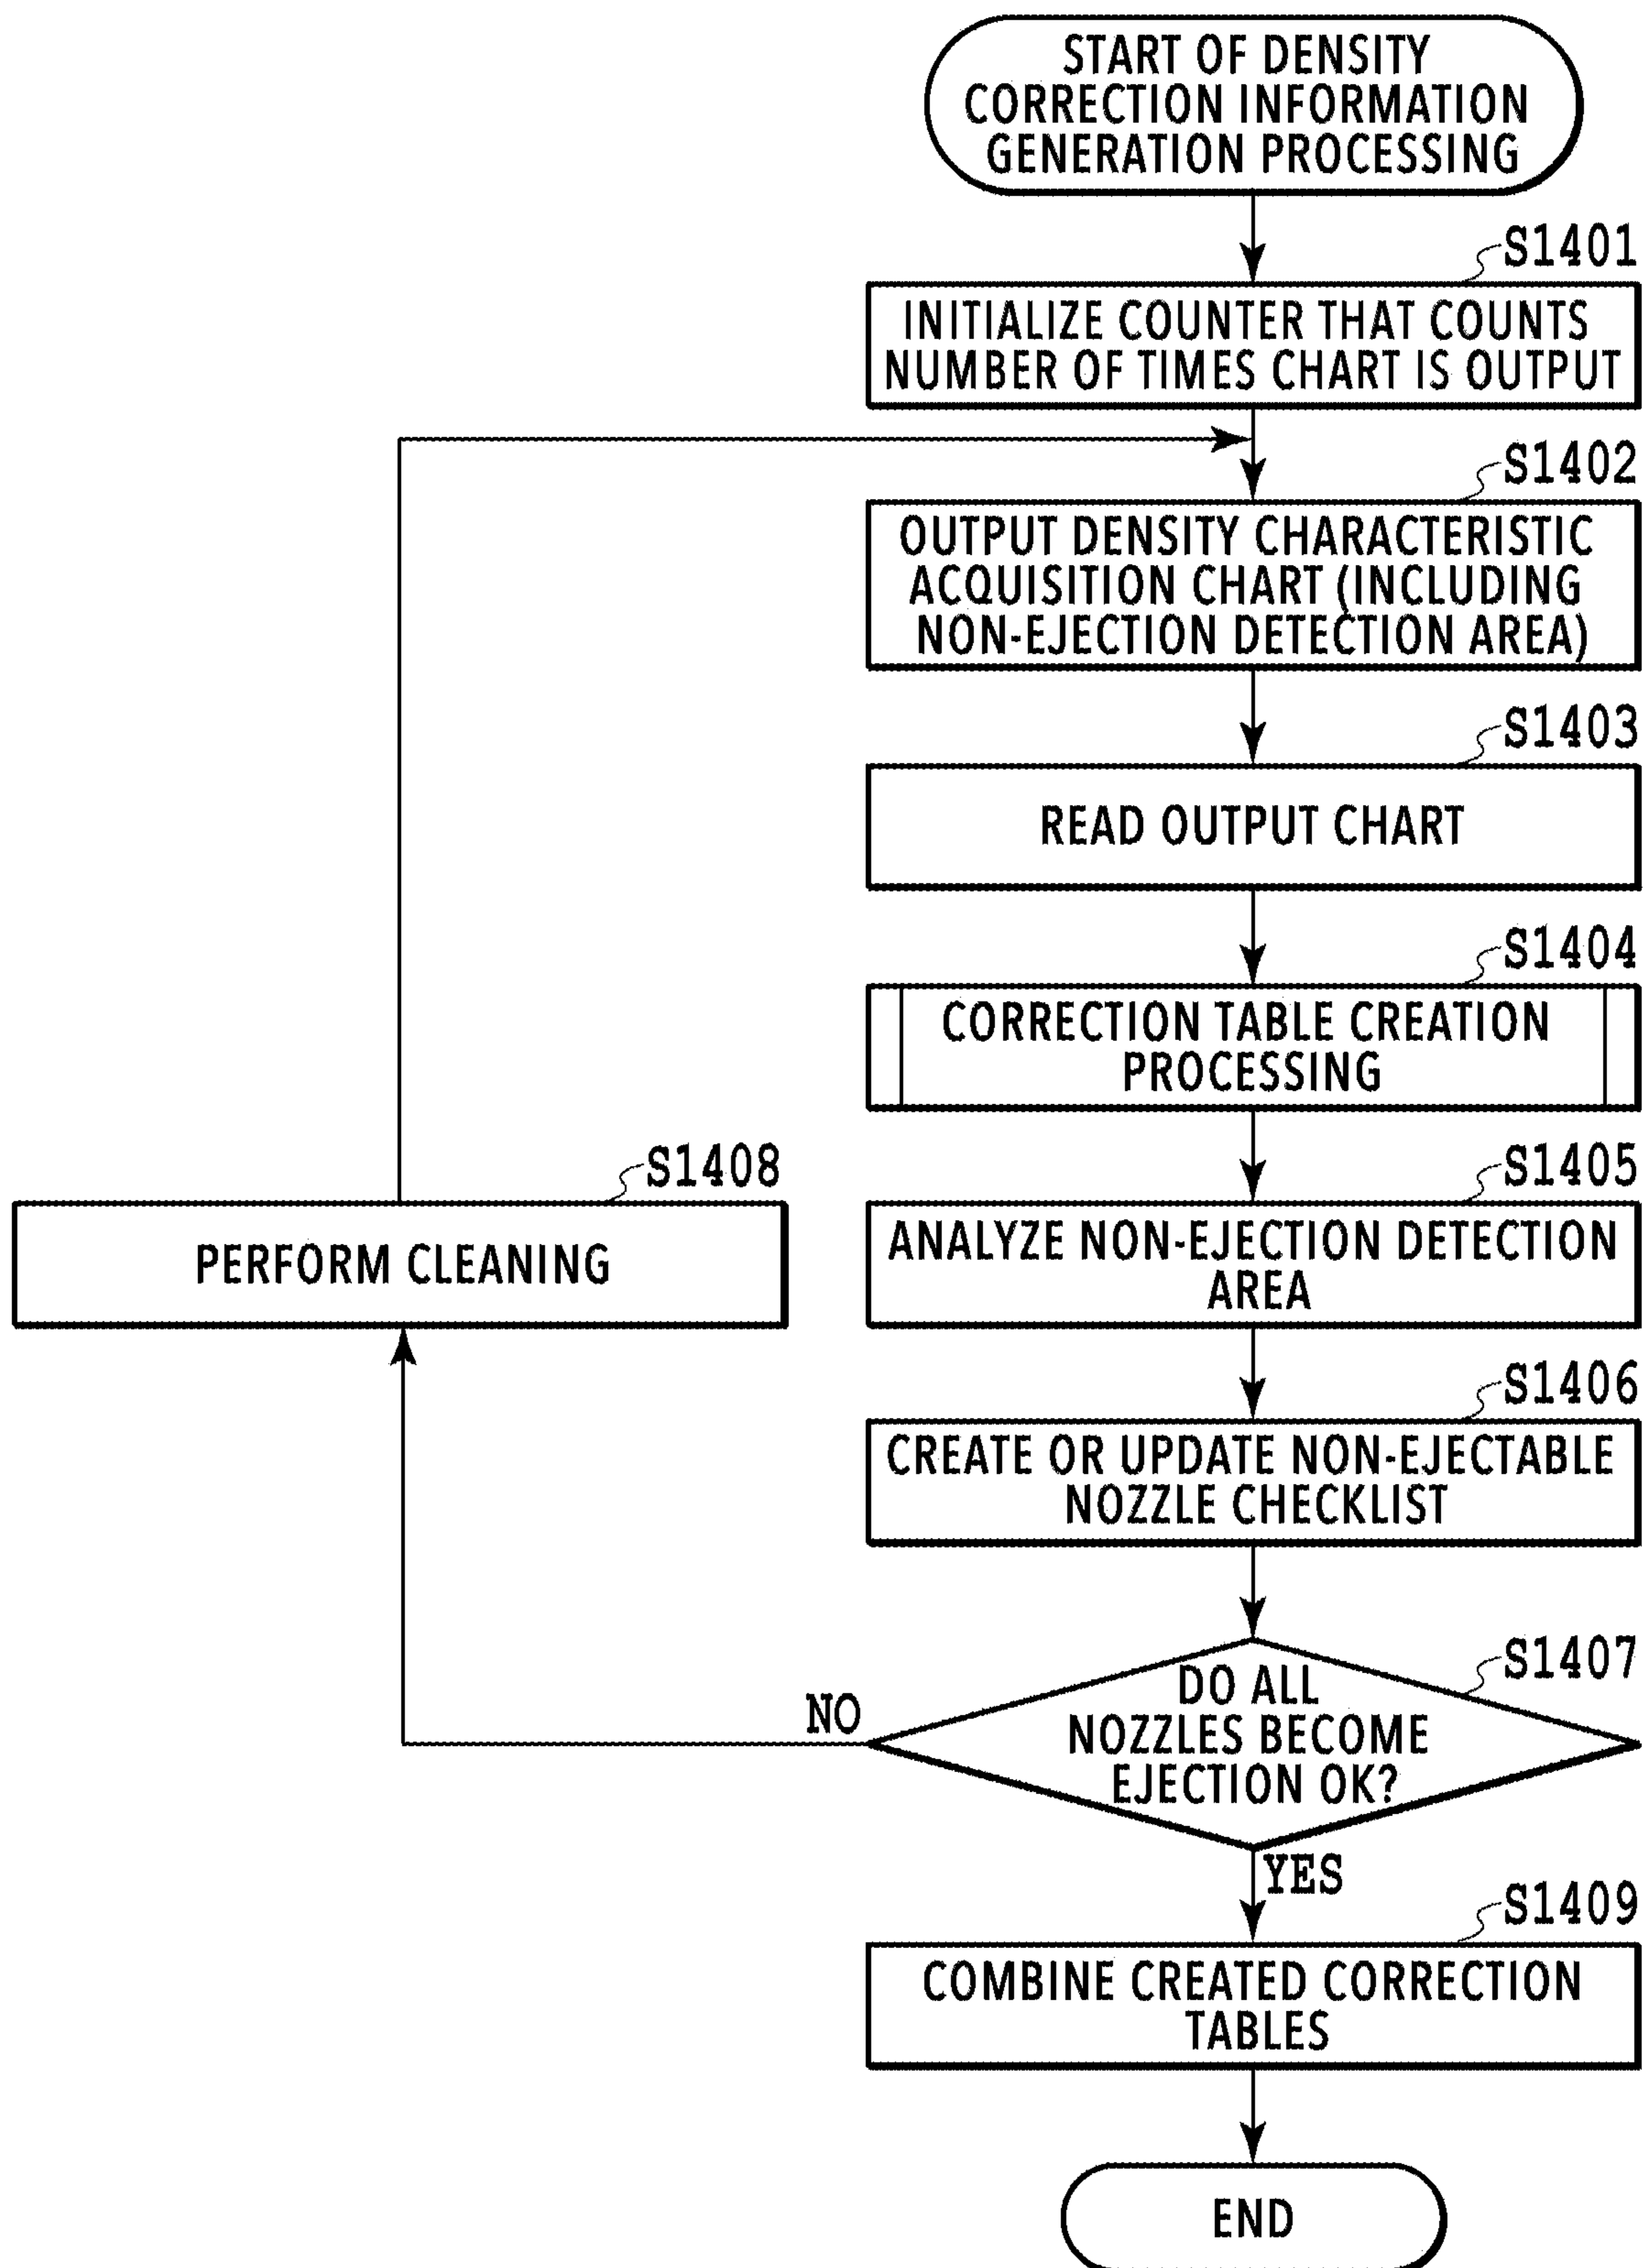 START OF DENSITY
CORRECTION INFORMATION
GENERATION PROCESSING
S1401
INITIALIZE COUNTER THAT COUNTS
NUMBER OF TIMES CHART IS OUTPUT
S1402
OUTPUT DENSITY CHARACTERISTIC
ACQUISITION CHART (INCLUDING
NON-EJECTION DETECTION AREA)
S1403
READ OUTPUT CHART
S1404
CORRECTION TABLE CREATION
PROCESSING
S1408
PERFORM CLEANING
S1405
ANALYZE NON-EJECTION DETECTION
AREA
S1406
CREATE OR UPDATE NON-EJECTABLE
NOZZLE CHECKLIST
S1407
DO ALL
NOZZLES BECOME
EJECTION OK?
NO
YES
S1409
COMBINE CREATED CORRECTION
TABLES
END